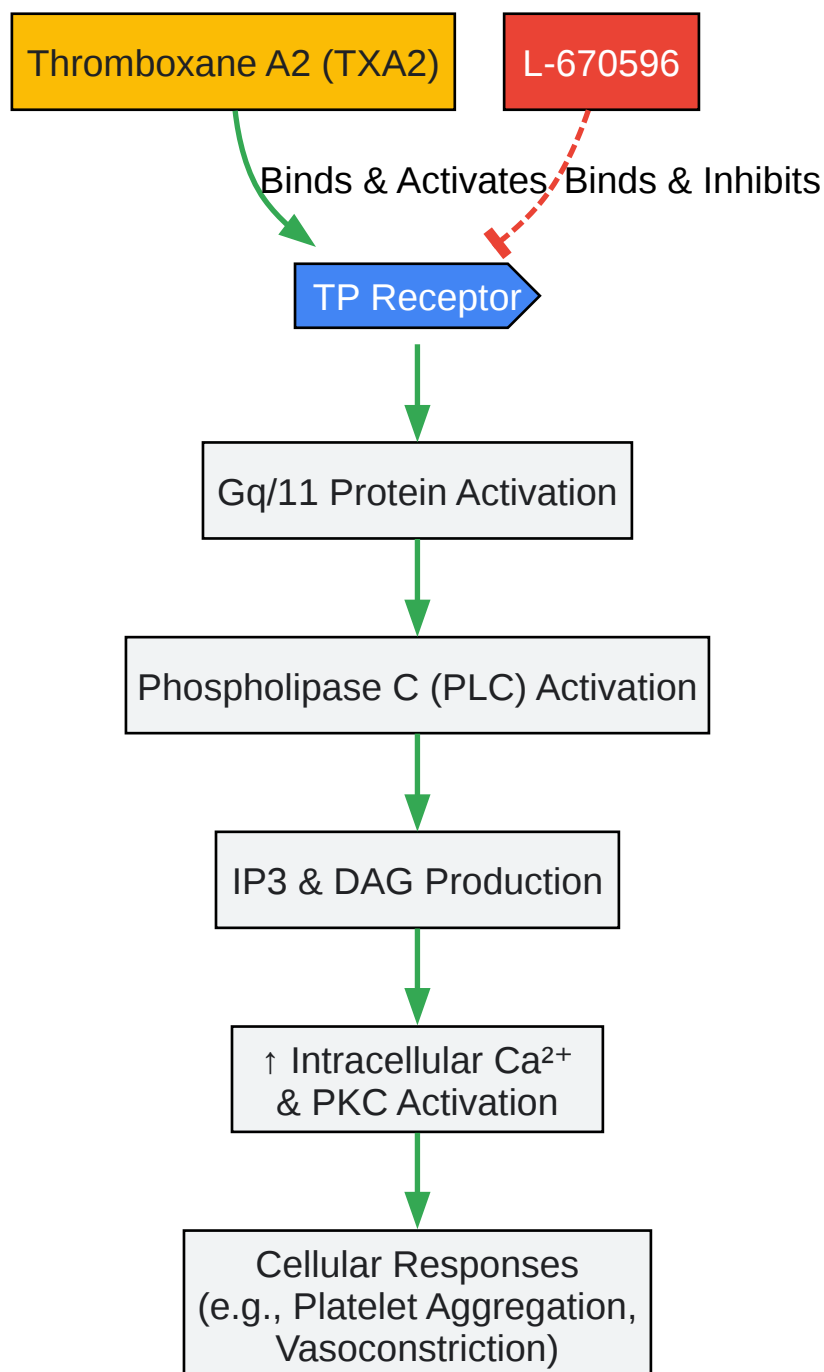 Thromboxane A2 (TXA2)
L-670596
Binds & Activates
Binds & Inhibits
TP Receptor
Gq/11 Protein Activation
Phospholipase C (PLC) Activation
IP3 & DAG Production
↑ Intracellular Ca²⁺
& PKC Activation
Cellular Responses
(e.g., Platelet Aggregation,
Vasoconstriction)